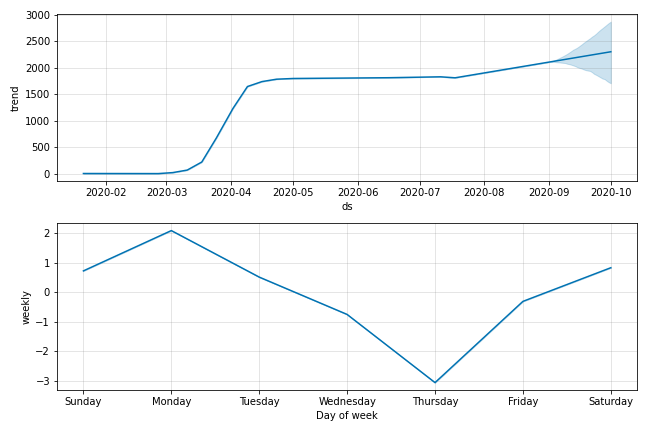 3000
2500
2000
1500
1000
500
0
trend
2020-02 2020-03 2020-04 2020-05 2020-06 2020-07 2020-08 2020-09 2020-10
ds
2
1
0
−1
−2
−3
weekly
Sunday Monday Tuesday Wednesday Thursday Friday Saturday
Day of week